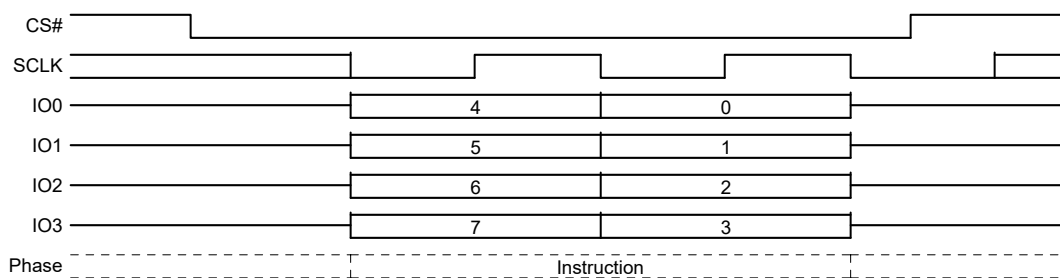 CS#
SCLK
IO0 4 0
IO1 5 1
IO2 6 2
IO3 7 3
Phase Instruction